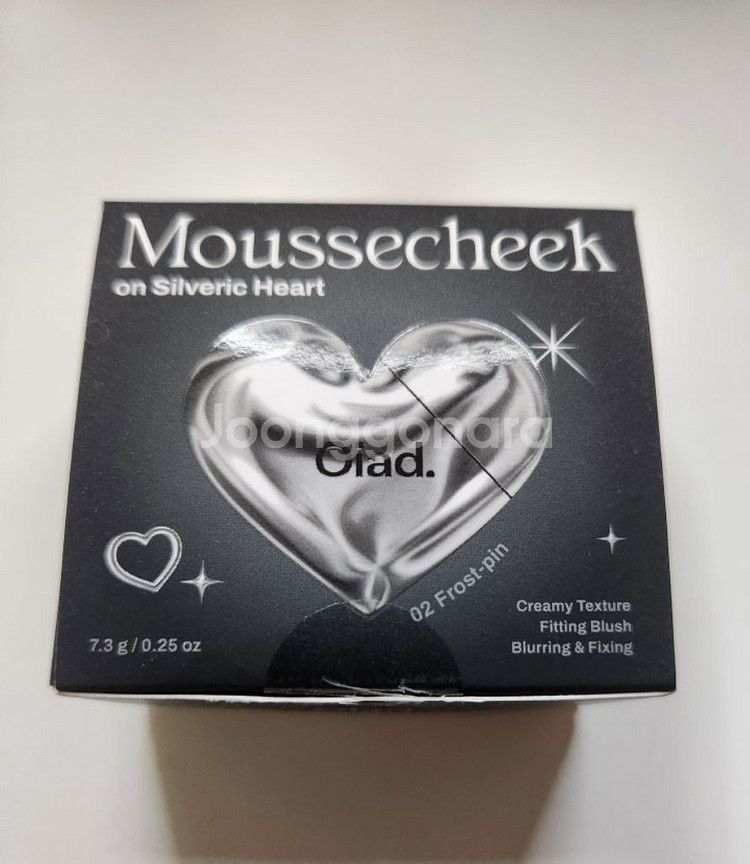 Moussecheek
on Silveric Heart
Joonggonara
Glad.
02 Frost-pin
7.3 g / 0.25 oz
Creamy Texture
Fitting Blush
Blurring & Fixing